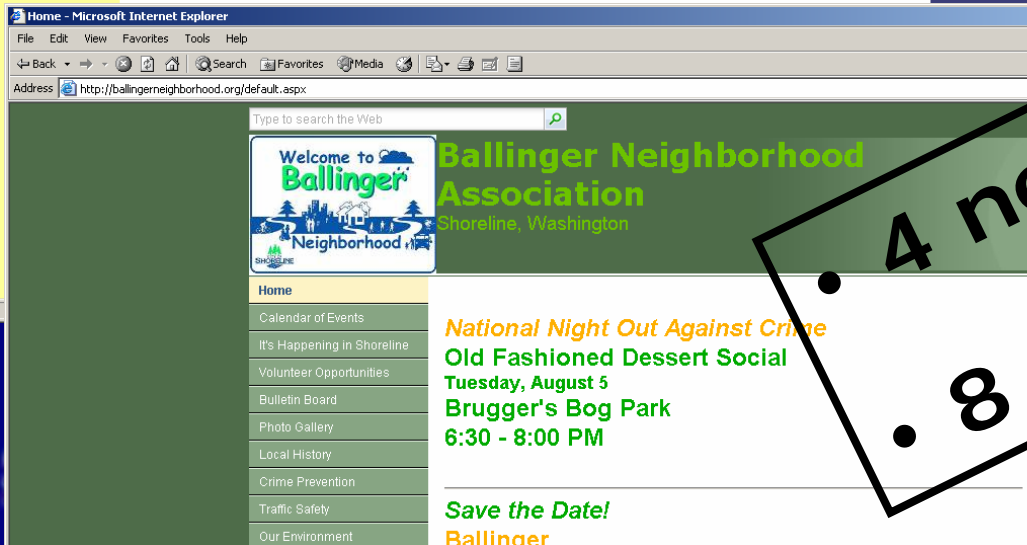 Home - Microsoft Internet Explorer
File Edit View Favorites Tools Help
Back Search Favorites Media
Address http://ballingerneighborhood.org/default.aspx
Type to search the Web
Welcome to
Ballinger
Neighborhood
SHORELINE
Ballinger Neighborhood
Association
Shoreline, Washington
• 4
• 8
Home
Calendar of Events
It's Happening in Shoreline
Volunteer Opportunities
Bulletin Board
Photo Gallery
Local History
Crime Prevention
Traffic Safety
Our Environment
National Night Out Against Crime
Old Fashioned Dessert Social
Tuesday, August 5
Brugger's Bog Park
6:30 - 8:00 PM
Save the Date!
Ballinger